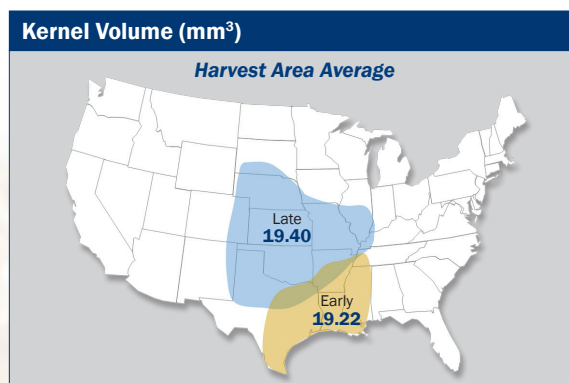 Kernel Volume (mm³)
Harvest Area Average
Late
19.40
Early
19.22